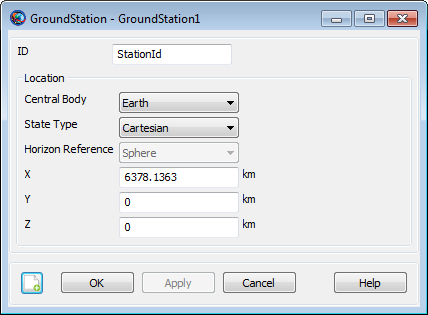 GroundStation - GroundStation1
ID StationId
Location
Central Body Earth
State Type Cartesian
Horizon Reference Sphere
X 6378.1363 km
Y 0 km
Z 0 km
OK Apply Cancel Help